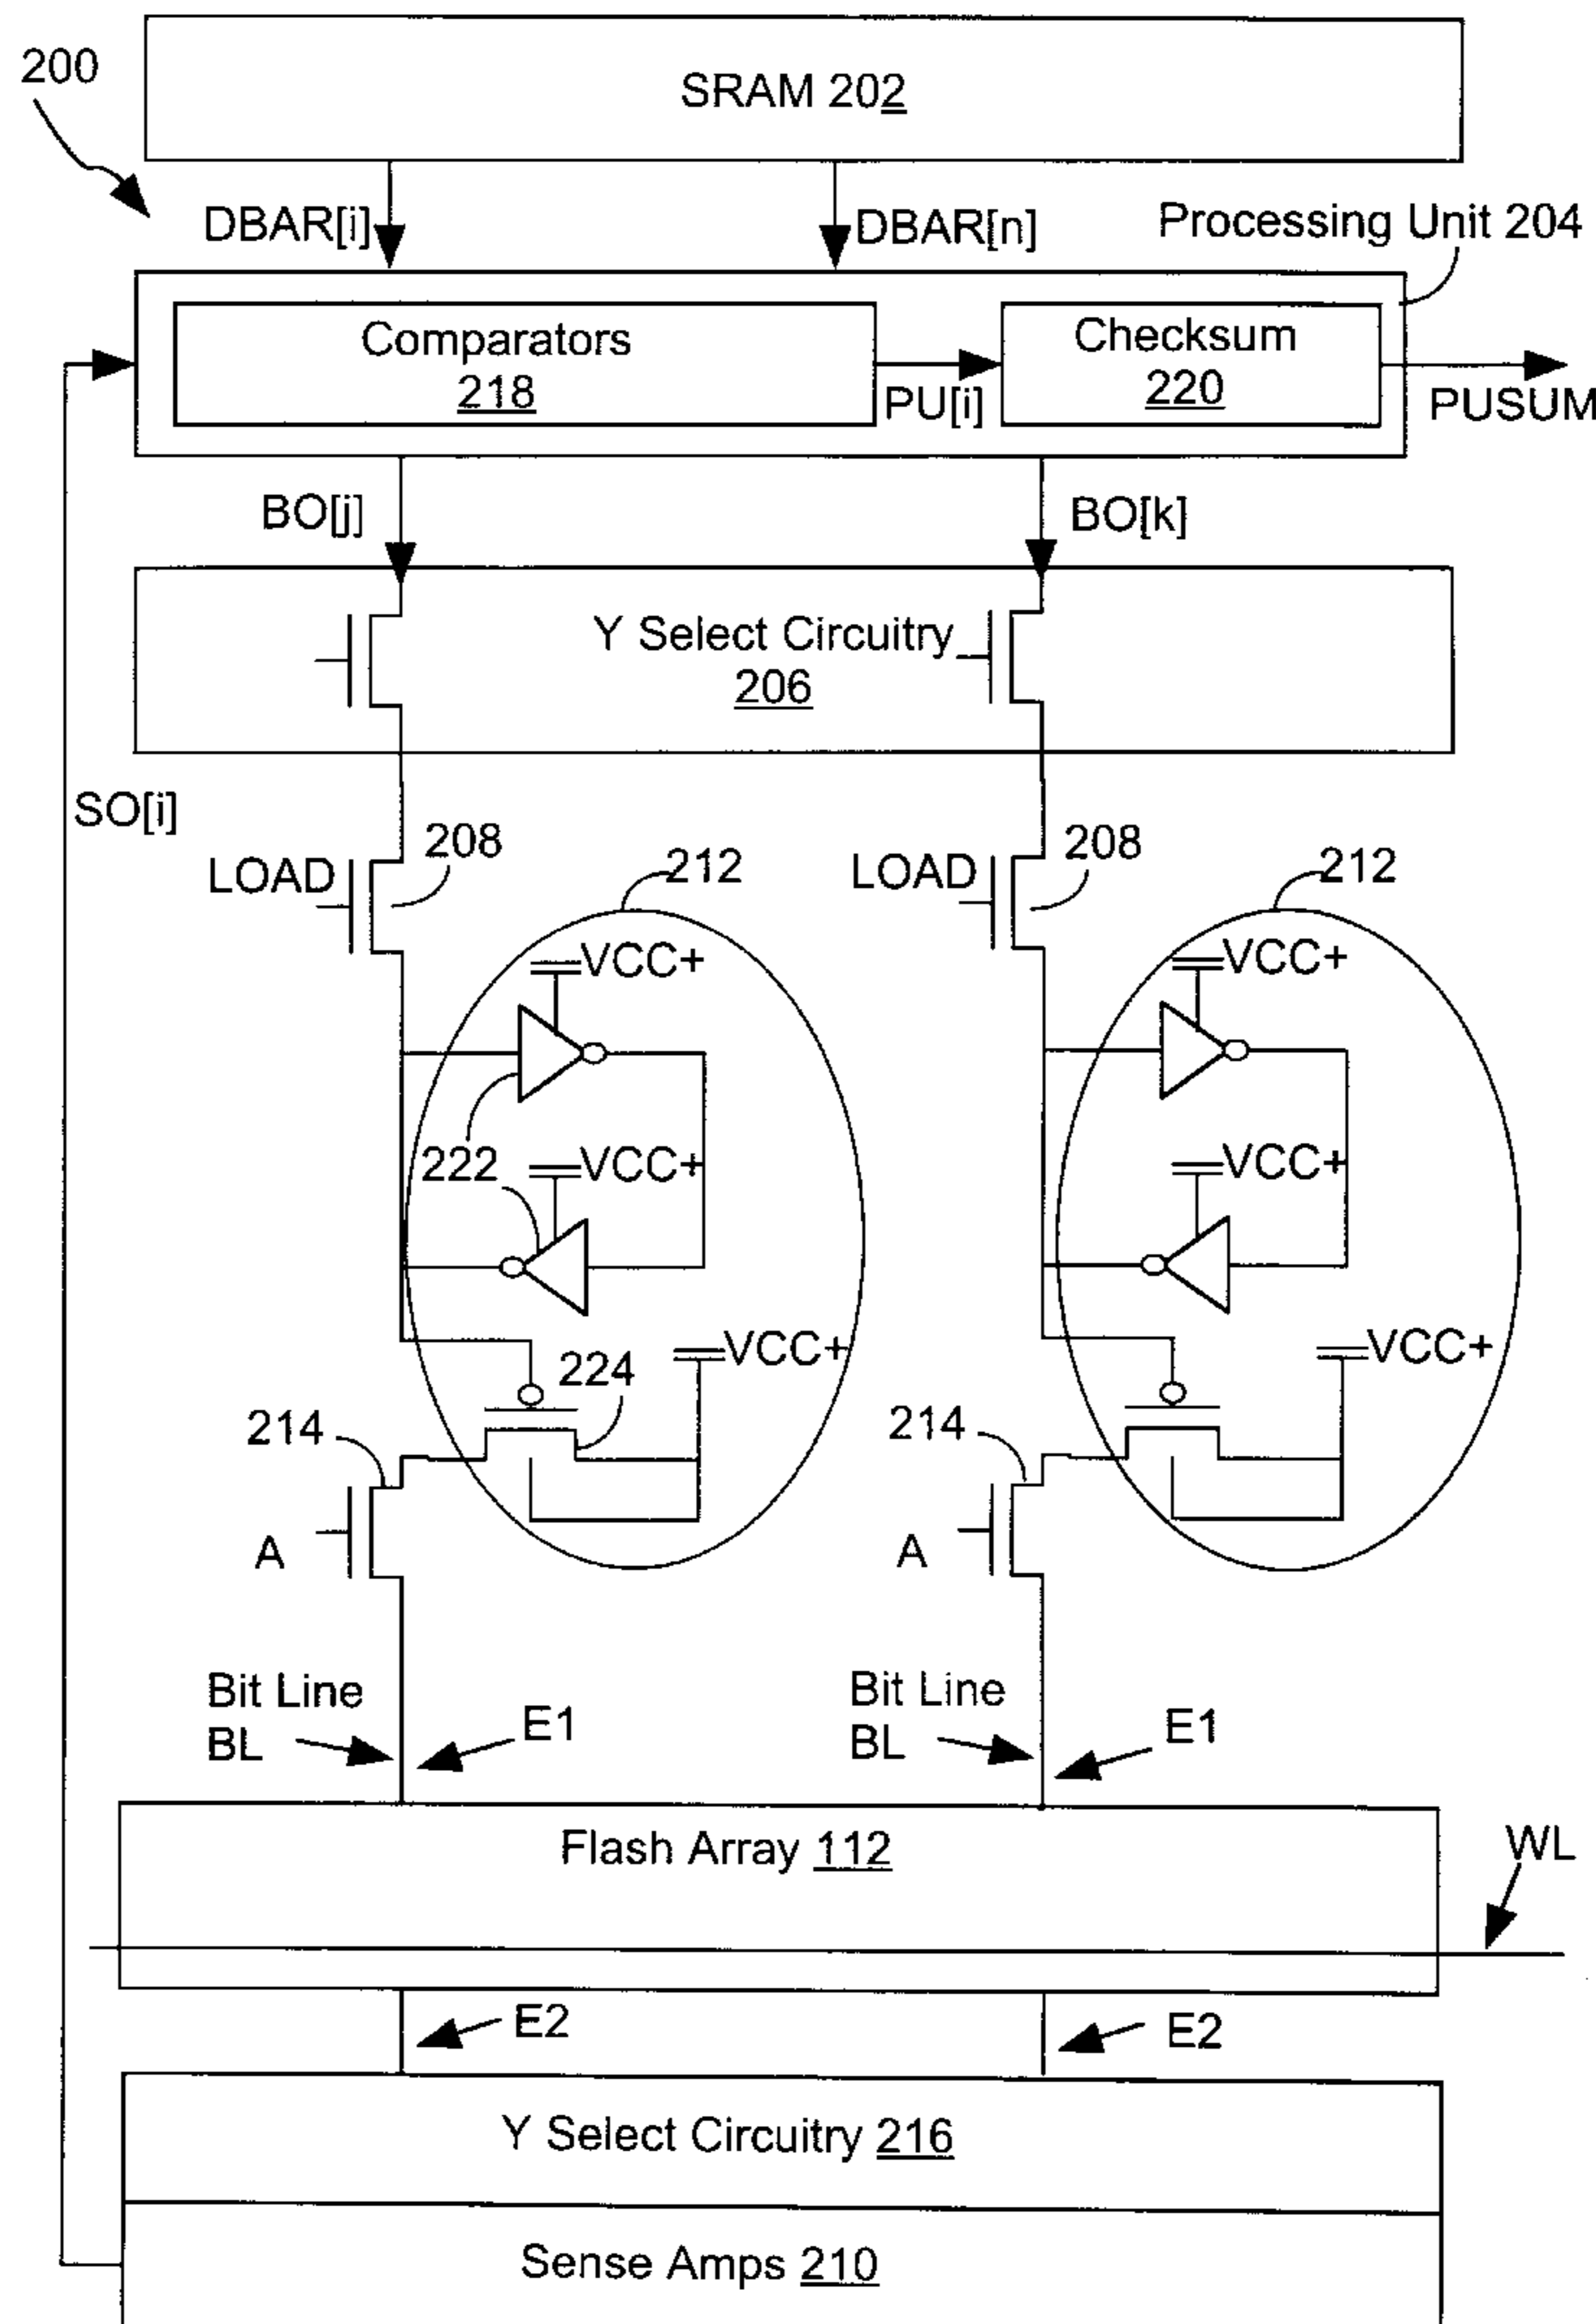 200
SRAM 202
DBAR[i]
DBAR[n]
Processing Unit 204
Comparators
218
PU[i]
Checksum
220
PUSUM
BO[j]
BO[k]
Y Select Circuitry
206
SO[i]
LOAD
208
212
LOAD
208
212
VCC+
VCC+
222
VCC+
VCC+
224
VCC+
VCC+
214
214
A
A
Bit Line
BL
E1
Bit Line
BL
E1
Flash Array 112
WL
E2
E2
Y Select Circuitry 216
Sense Amps 210